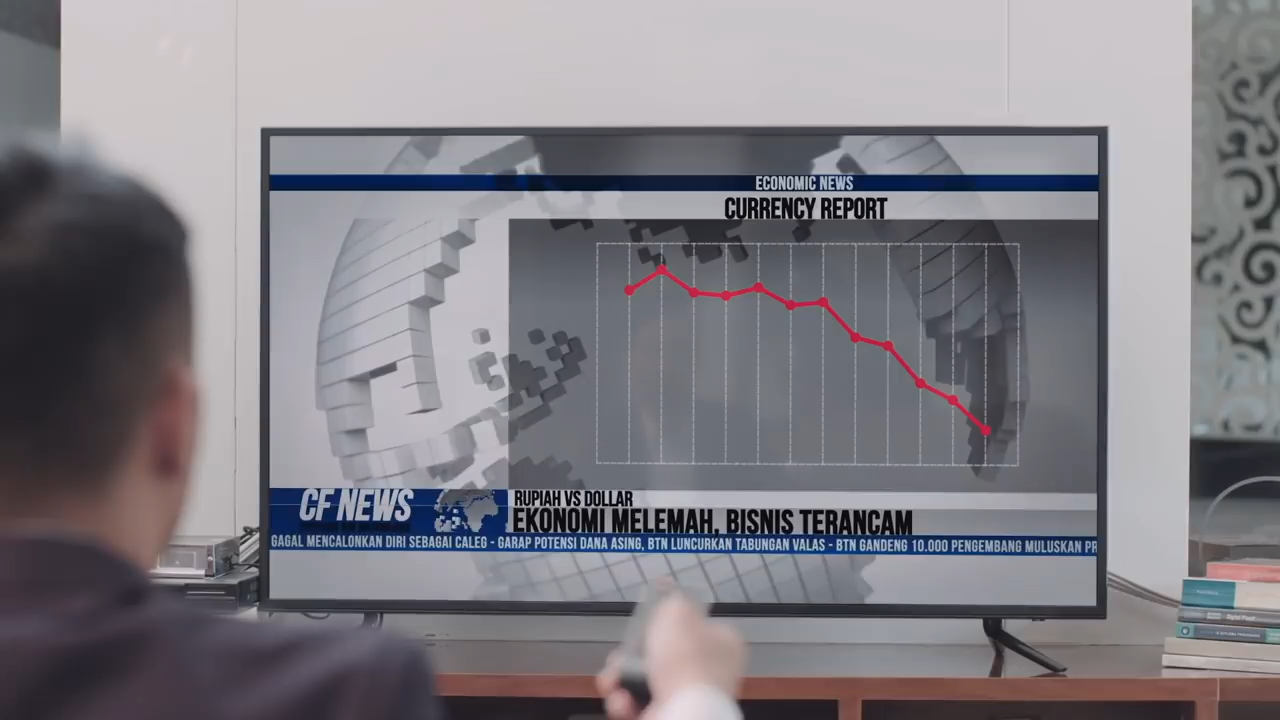 ECONOMIC NEWS
CURRENCY REPORT
CF NEWS
RUPIAH VS DOLLAR
EKONOMI MELEMAH, BISNIS TERANCAM
GAGAL MENCALONKAN DIRI SEBAGAI CALEG - GARAP POTENSI DANA ASING, BTN LUNCURKAN TABUNGAN VALAS - BTN GANDENG 10.000 PENGEMBANG MULUSKAN PR